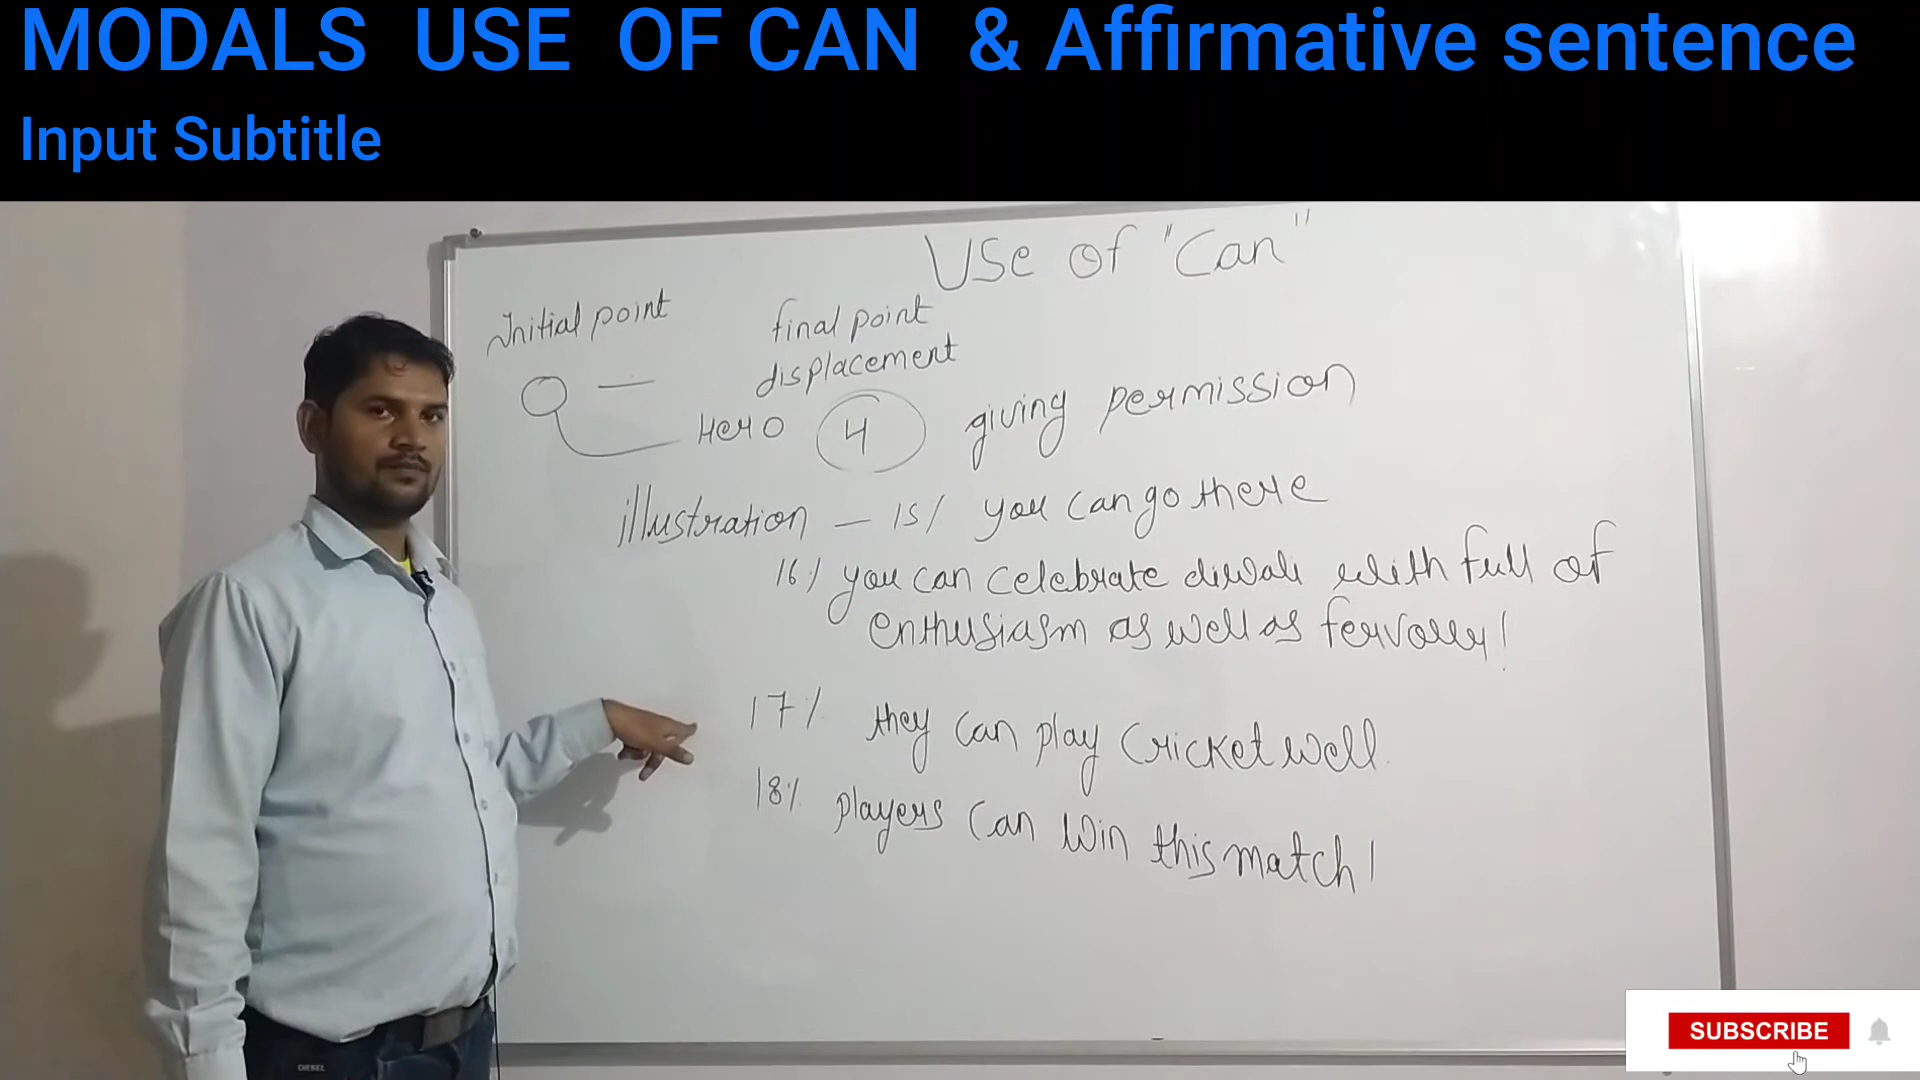 MODALS USE OF CAN & Affirmative sentence
Input Subtitle
Use of "Can"
Initial point
final point
displacement
Hero 4 giving permission
illustration – 15/ you can go there
16/ you can celebrate diwali with full of
enthusiasm as well as
17/ they can play cricket well.
18/ players can win this match!
DIESEL
SUBSCRIBE